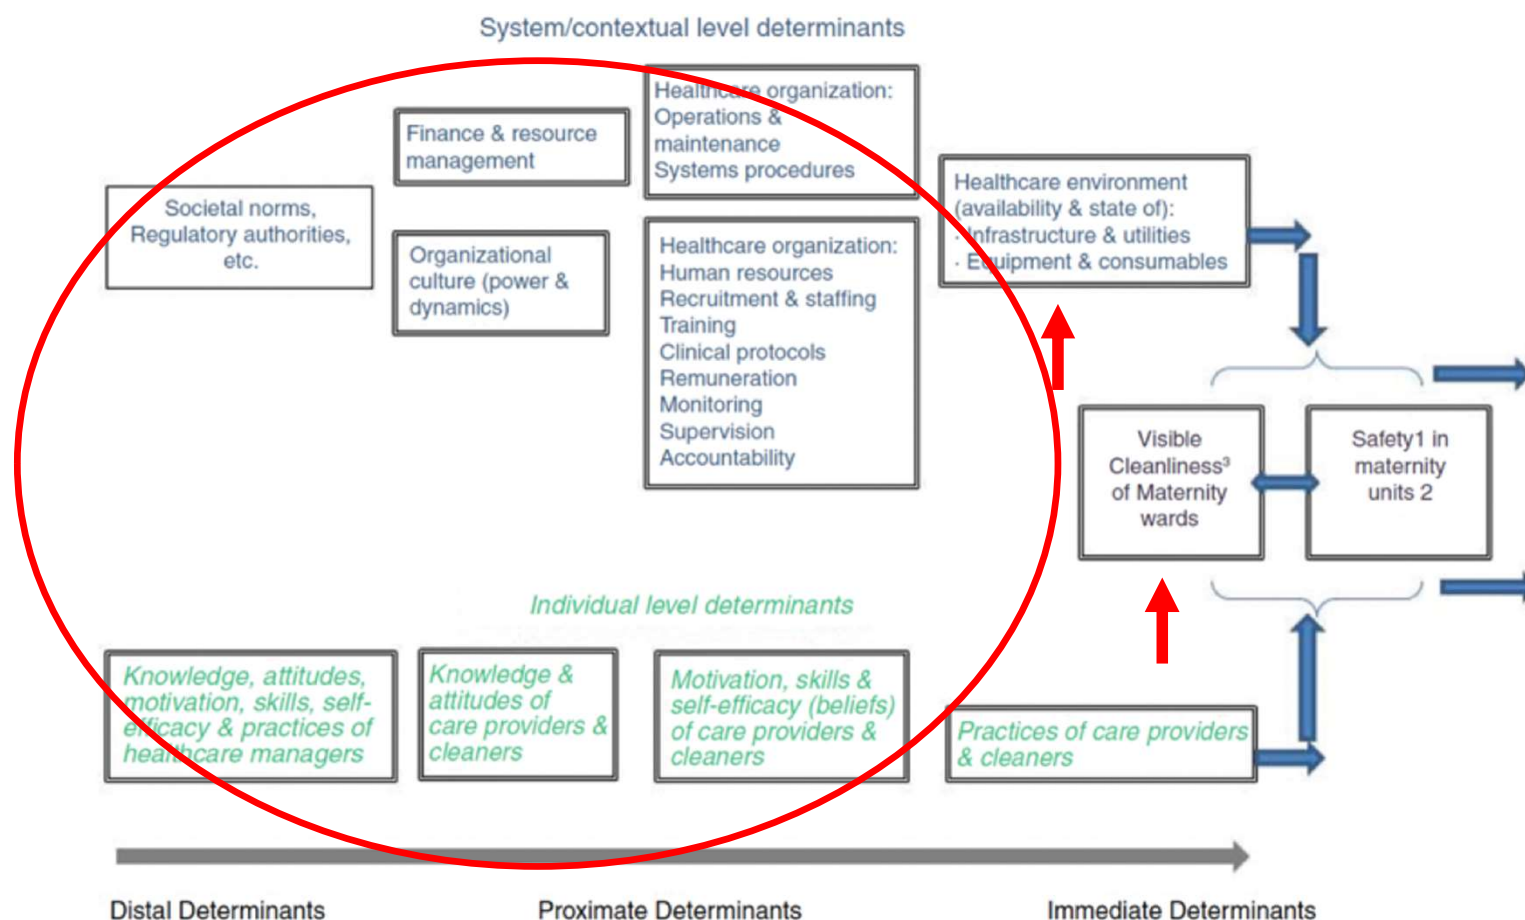 System/contextual level determinants
Societal norms,
Regulatory authorities,
etc.
Finance & resource
management
Organizational
culture (power &
dynamics)
Healthcare organization:
Operations &
maintenance
Systems procedures
Healthcare organization:
Human resources
Recruitment & staffing
Training
Clinical protocols
Remuneration
Monitoring
Supervision
Accountability
Healthcare environment
(availability & state of):
· Infrastructure & utilities
· Equipment & consumables
Visible
Cleanliness³
of Maternity
wards
Safety1 in
maternity
units 2
Individual level determinants
Knowledge, attitudes,
motivation, skills, self-
efficacy & practices of
healthcare managers
Knowledge &
attitudes of
care providers &
cleaners
Motivation, skills &
self-efficacy (beliefs)
of care providers &
cleaners
Practices of care providers
& cleaners
Distal Determinants
Proximate Determinants
Immediate Determinants